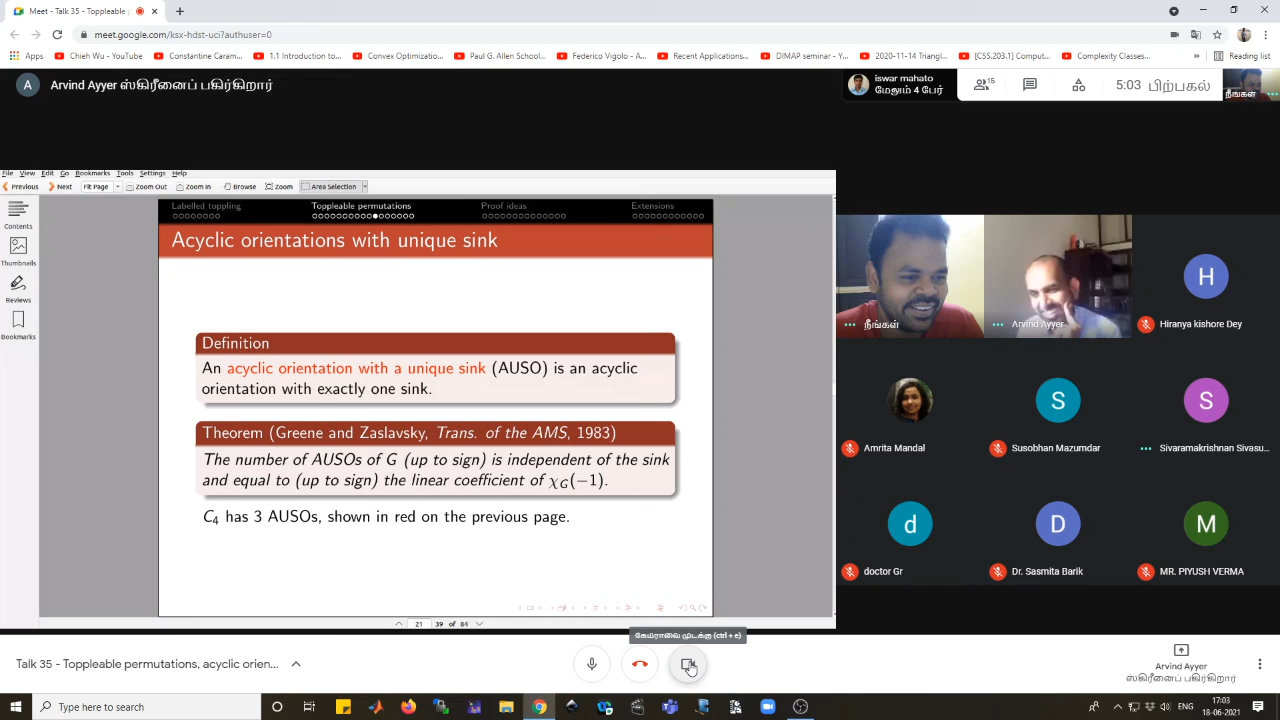 Meet - Talk 35 - Toppleable
meet.google.com/ksx-hdst-uci?authuser=0
Apps
Chieh Wu - YouTube
Constantine Caram...
1.1 Introduction to...
Convex Optimizatio...
Paul G. Allen School...
Federico Vigolo - A...
Recent Applications...
DIMAP seminar - Y...
2020-11-14 Triangl...
[CSS.203.1] Comput...
Complexity Classes...
»
Reading list
A
Arvind Ayyer ஸ்கிரீனைப் பகிர்கிறார்
iswar mahato
மேலும் 4 பேர்
15
5:03 பிற்பகல்
நீங்கள்
File View Edit Go Bookmarks Tools Settings Help
Previous Next Fit Page Zoom Out Zoom In Browse Zoom Area Selection
Contents
Thumbnails
Reviews
Bookmarks
Labelled toppling
Toppleable permutations
Proof ideas
Extensions
Acyclic orientations with unique sink
Definition
An acyclic orientation with a unique sink (AUSO) is an acyclic
orientation with exactly one sink.
Theorem (Greene and Zaslavsky, Trans. of the AMS, 1983)
The number of AUSOs of G (up to sign) is independent of the sink
and equal to (up to sign) the linear coefficient of χG(−1).
C4 has 3 AUSOs, shown in red on the previous page.
21 39 of 84
நீங்கள்
Arvind Ayyer
H
Hiranya kishore Dey
Amrita Mandal
S
Susobhan Mazumdar
S
Sivaramakrishnan Sivasu...
d
doctor Gr
D
Dr. Sasmita Barik
M
MR. PIYUSH VERMA
கேமராவை முடக்கு (ctrl + e)
Talk 35 - Toppleable permutations, acyclic orien...
Arvind Ayyer
ஸ்கிரீனைப் பகிர்கிறார்
Type here to search
ENG
17:03
18-06-2021